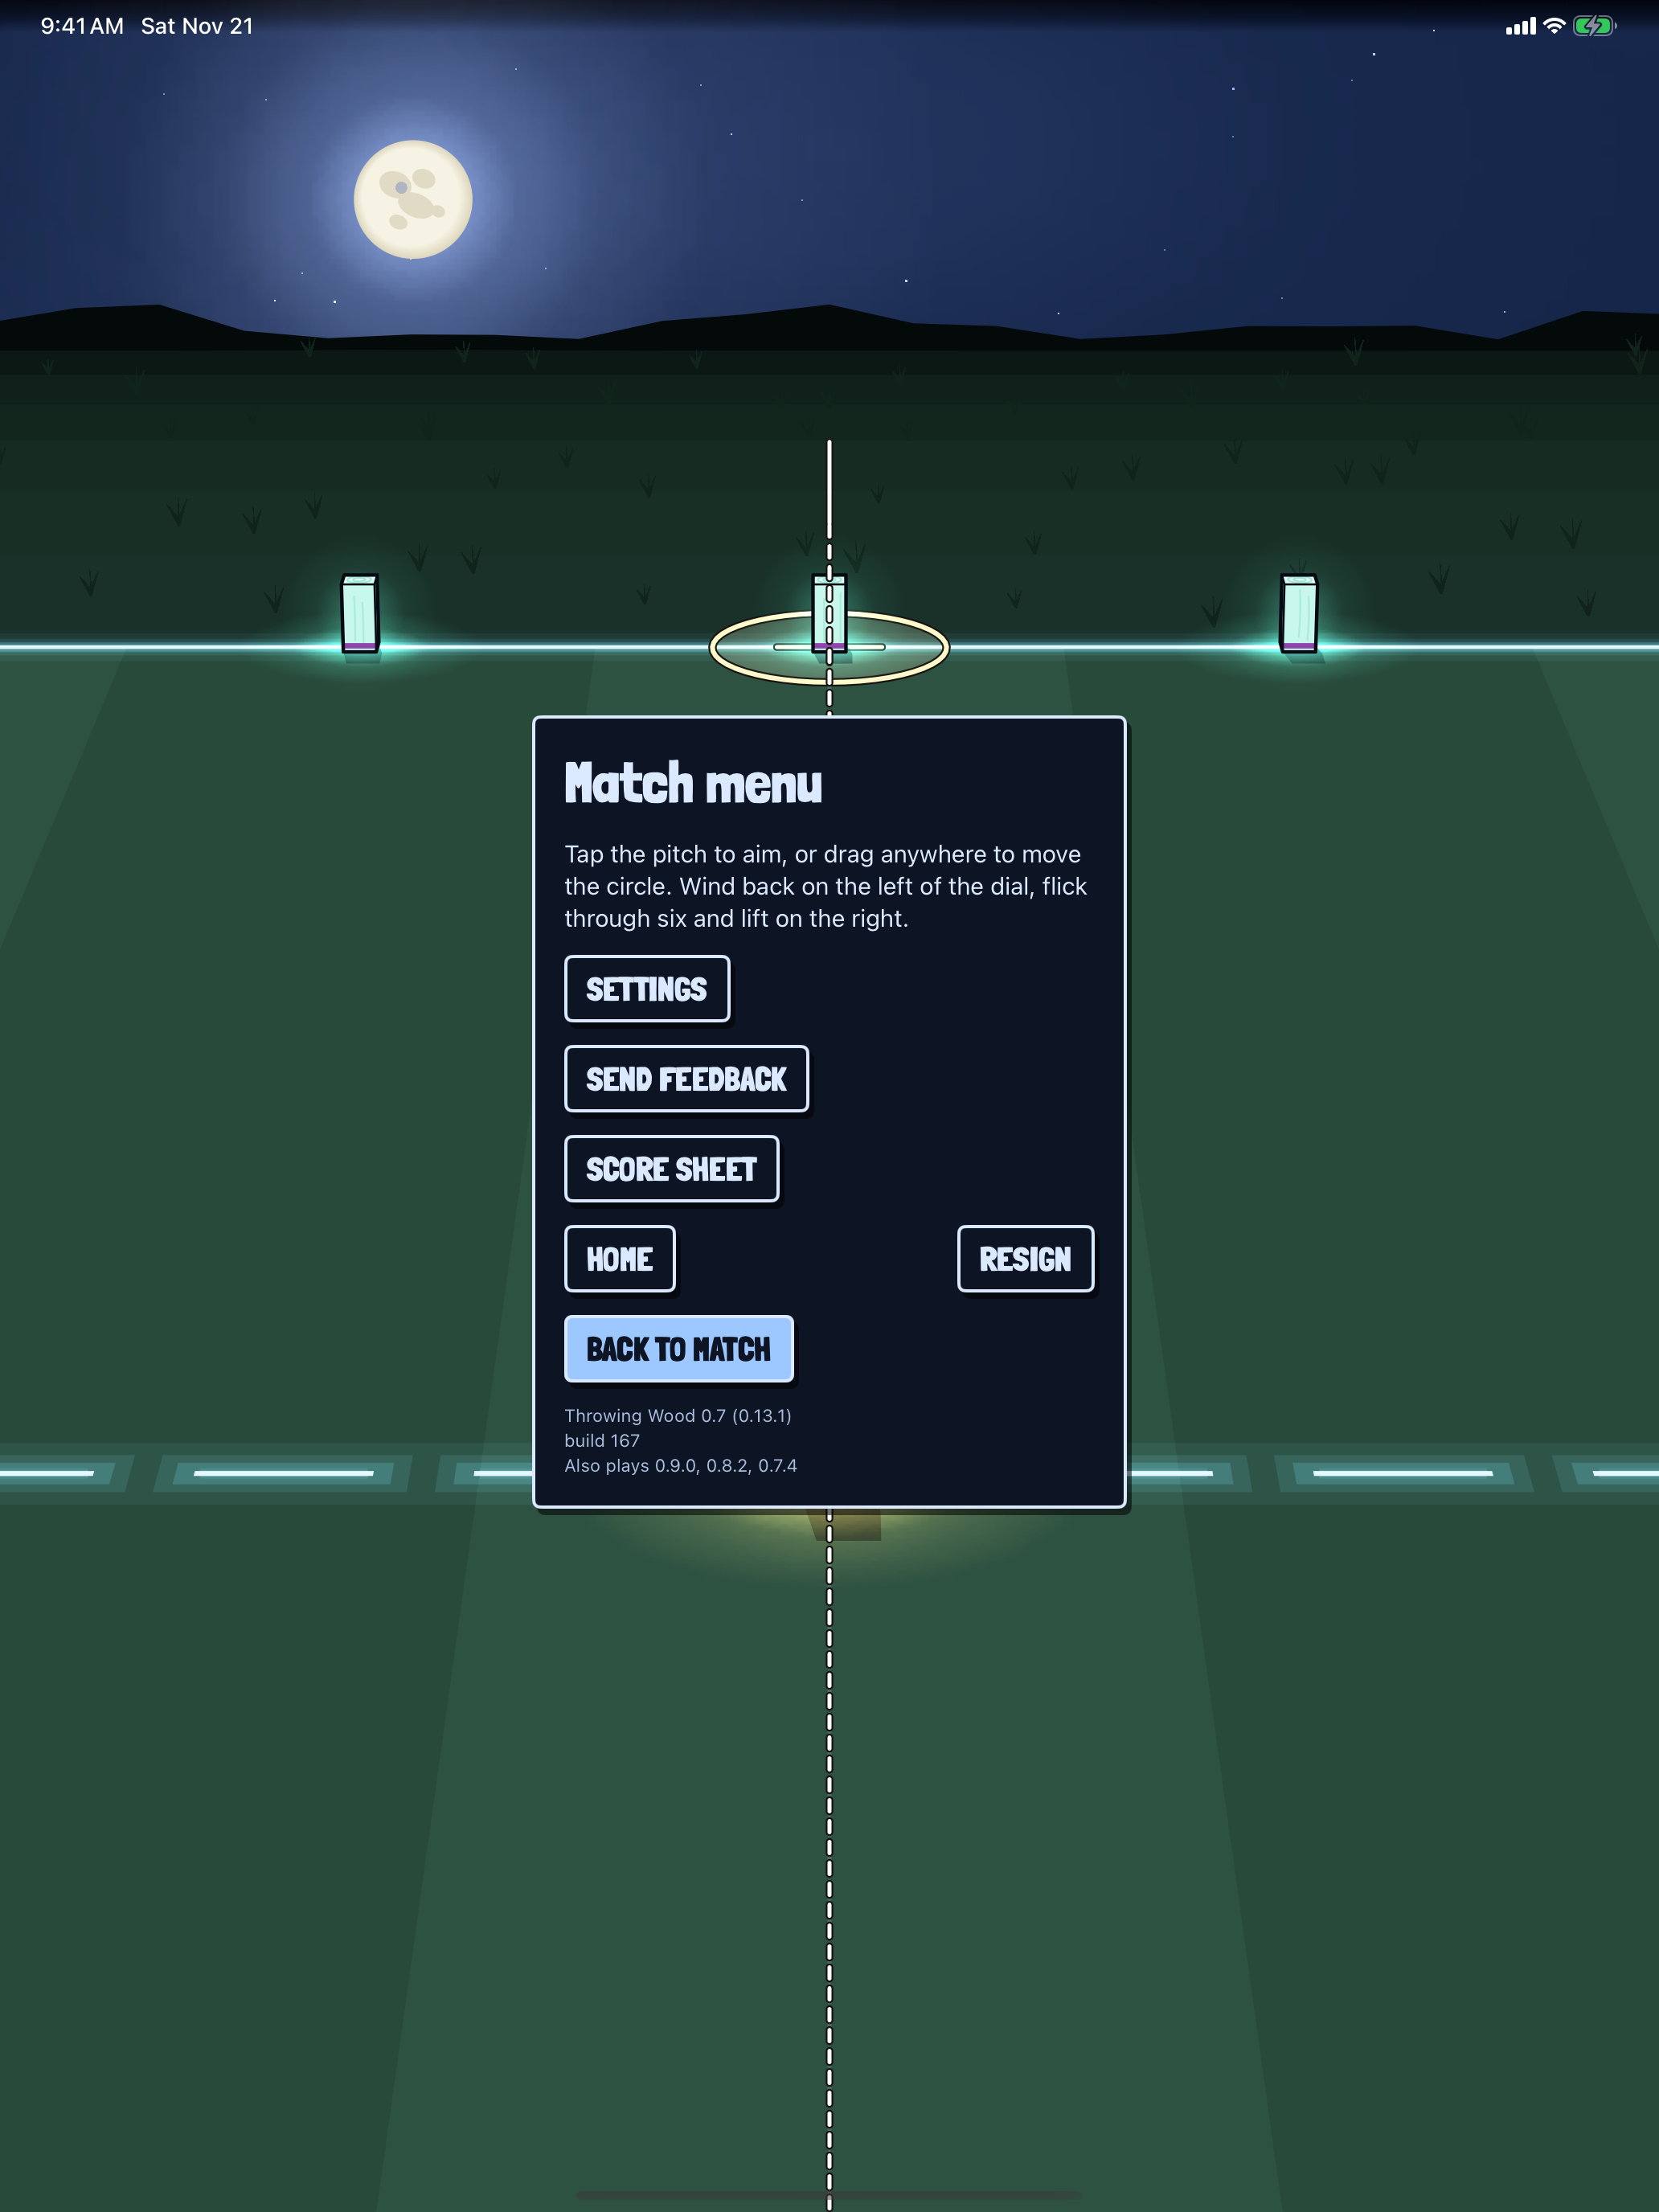 9:41 AM Sat Nov 21
Match menu
Tap the pitch to aim, or drag anywhere to move
the circle. Wind back on the left of the dial, flick
through six and lift on the right.
SETTINGS
SEND FEEDBACK
SCORE SHEET
HOME RESIGN
BACK TO MATCH
Throwing Wood 0.7 (0.13.1)
build 167
Also plays 0.9.0, 0.8.2, 0.7.4